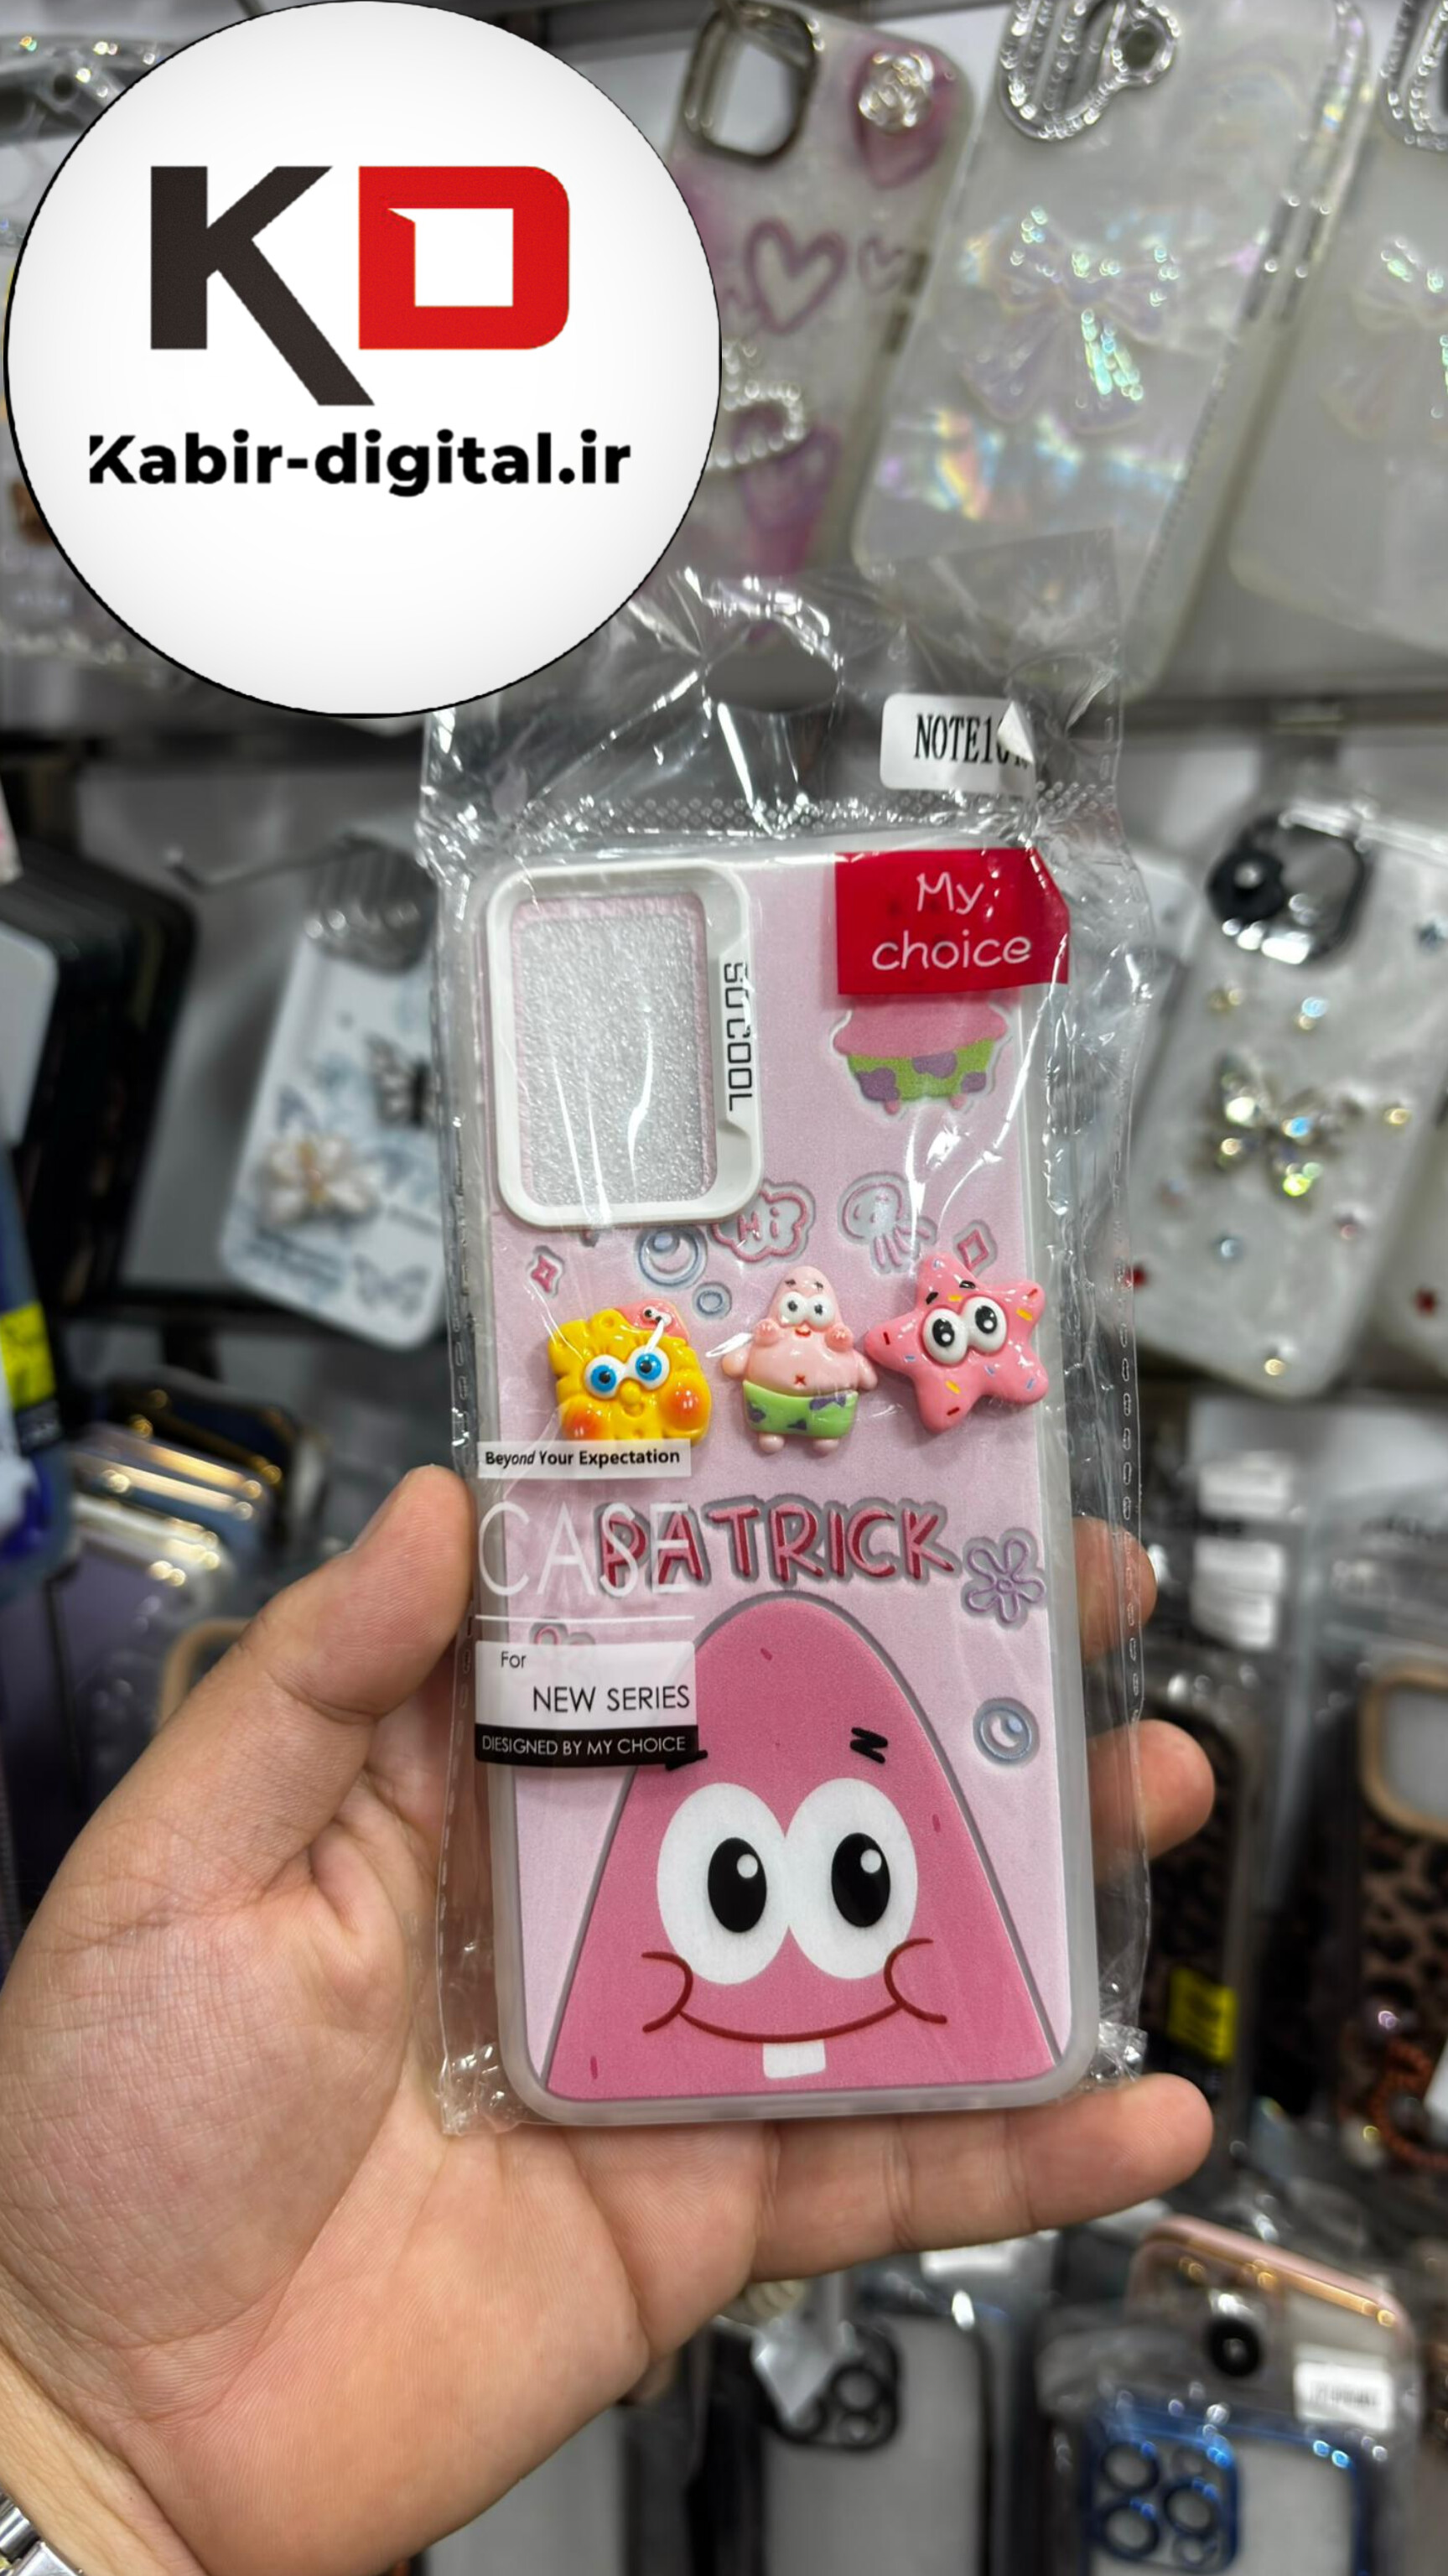 KD
Kabir-digital.ir
My
choice
SO COOL
Hi
Beyond Your Expectation
CASE
PATRICK
For
NEW SERIES
DIESIGNED BY MY CHOICE